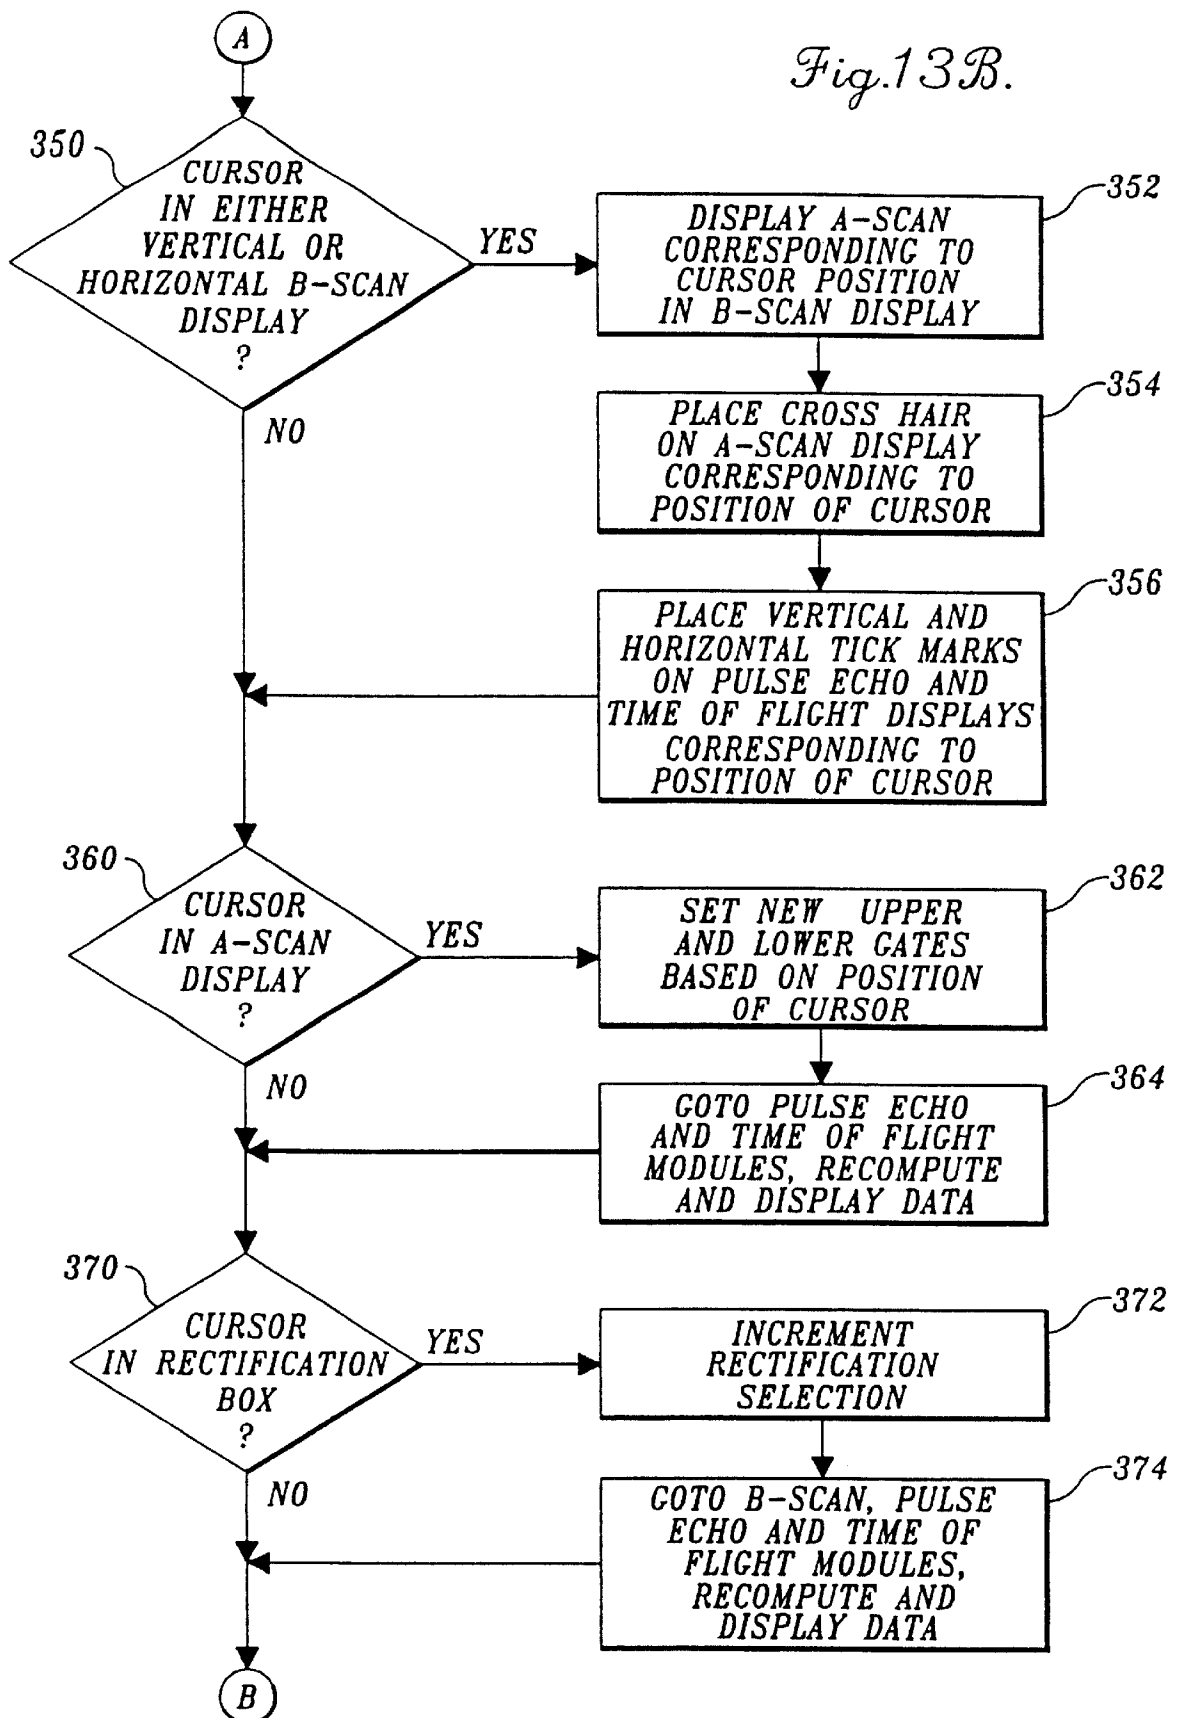 A
Fig.13B.
350
CURSOR
IN EITHER
VERTICAL OR
HORIZONTAL B-SCAN
DISPLAY
?
YES
NO
352
DISPLAY A-SCAN
CORRESPONDING TO
CURSOR POSITION
IN B-SCAN DISPLAY
354
PLACE CROSS HAIR
ON A-SCAN DISPLAY
CORRESPONDING TO
POSITION OF CURSOR
356
PLACE VERTICAL AND
HORIZONTAL TICK MARKS
ON PULSE ECHO AND
TIME OF FLIGHT DISPLAYS
CORRESPONDING TO
POSITION OF CURSOR
360
CURSOR
IN A-SCAN
DISPLAY
?
YES
NO
362
SET NEW UPPER
AND LOWER GATES
BASED ON POSITION
OF CURSOR
364
GOTO PULSE ECHO
AND TIME OF FLIGHT
MODULES, RECOMPUTE
AND DISPLAY DATA
370
CURSOR
IN RECTIFICATION
BOX
?
YES
NO
372
INCREMENT
RECTIFICATION
SELECTION
374
GOTO B-SCAN, PULSE
ECHO AND TIME OF
FLIGHT MODULES,
RECOMPUTE AND
DISPLAY DATA
B